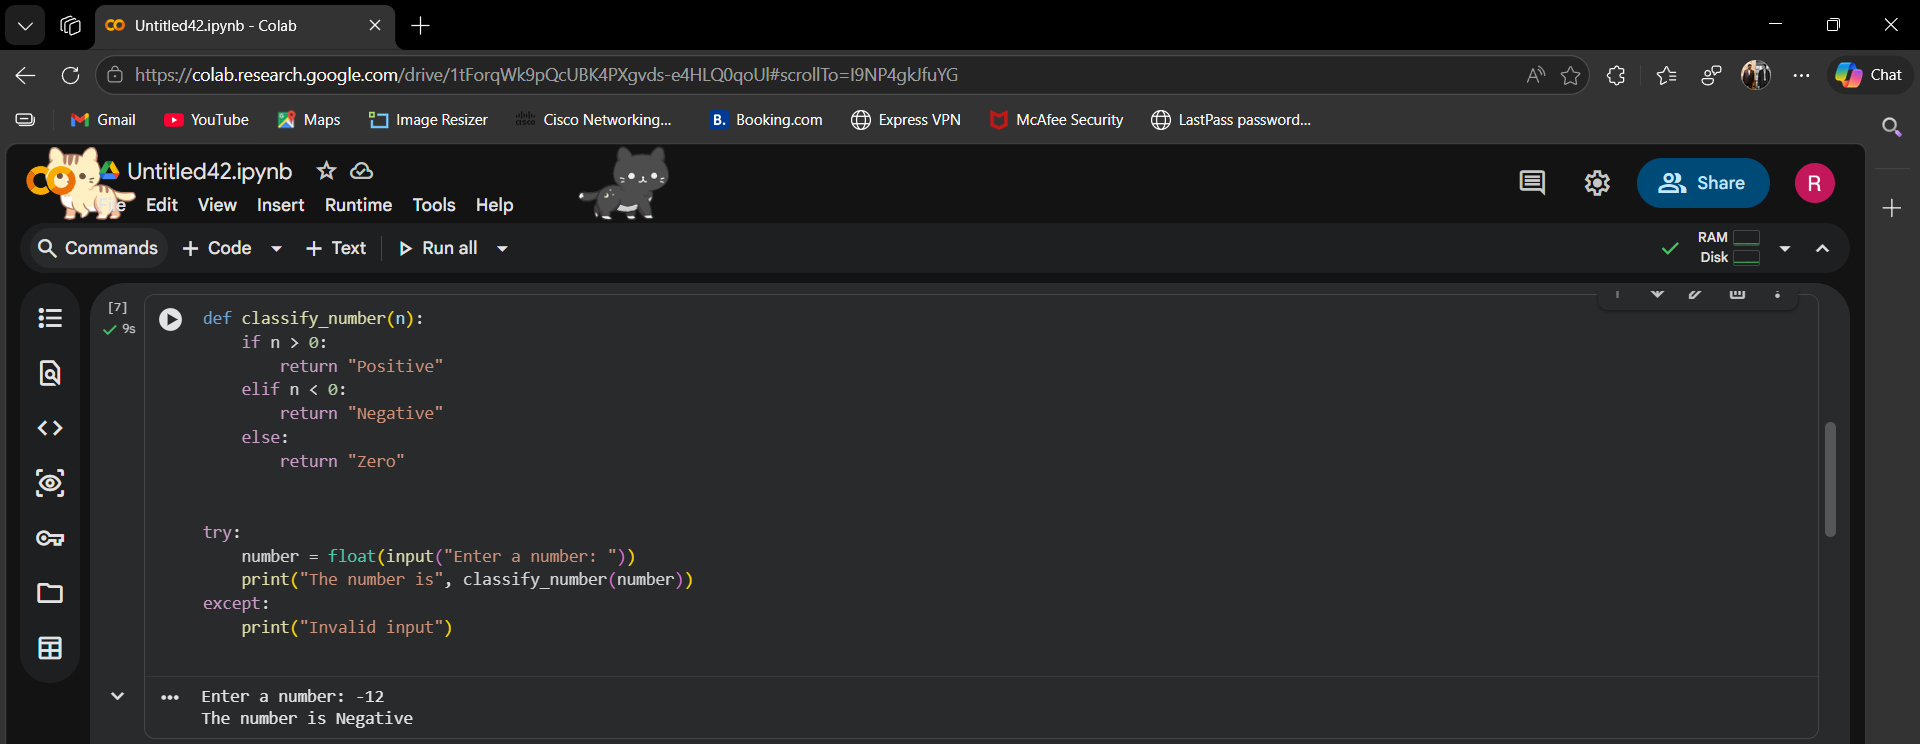 Untitled42.ipynb - Colab
https://colab.research.google.com/drive/1tForqWk9pQcUBK4PXgvds-e4HLQ0qoUl#scrollTo=I9NP4gkJfuYG
Chat
Gmail YouTube Maps Image Resizer Cisco Networking... Booking.com Express VPN McAfee Security LastPass password...
Untitled42.ipynb
Edit View Insert Runtime Tools Help
Share
R
Commands + Code + Text Run all
RAM
Disk
[7]
9s
def classify_number(n):
    if n > 0:
        return "Positive"
    elif n < 0:
        return "Negative"
    else:
        return "Zero"
try:
    number = float(input("Enter a number: "))
    print("The number is", classify_number(number))
except:
    print("Invalid input")
Enter a number: -12
The number is Negative